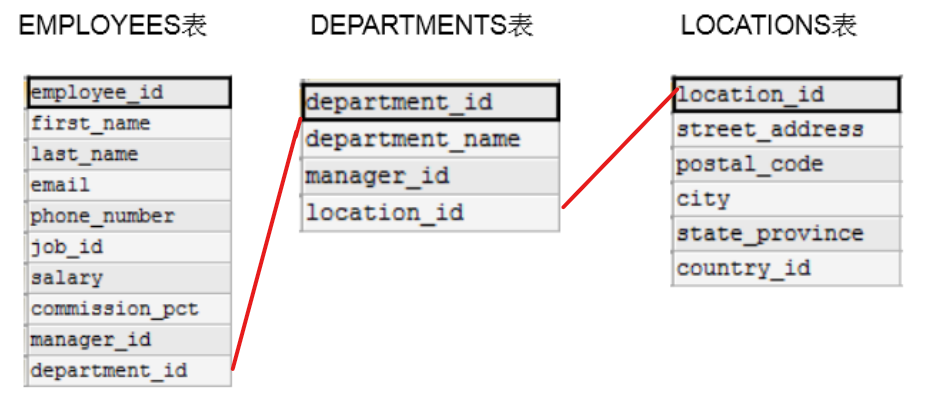 EMPLOYEES表
DEPARTMENTS表
LOCATIONS表
employee_id
first_name
last_name
email
phone_number
job_id
salary
commission_pct
manager_id
department_id
department_id
department_name
manager_id
location_id
location_id
street_address
postal_code
city
state_province
country_id